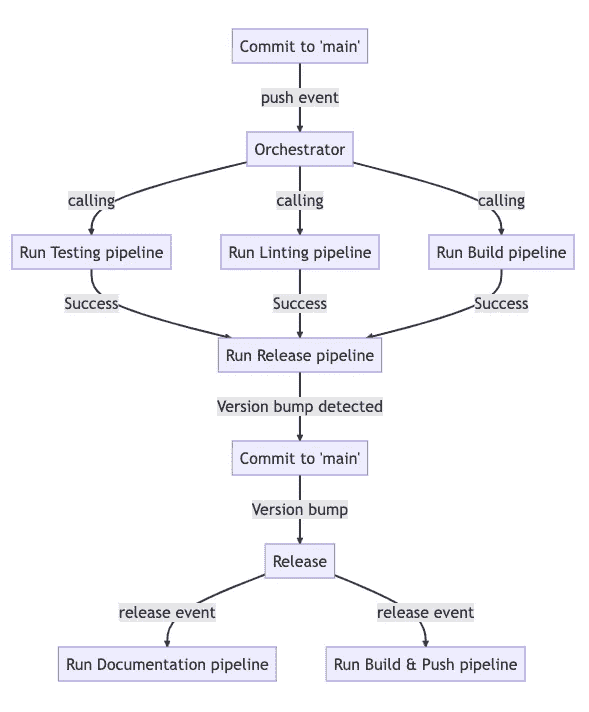 Commit to 'main'
push event
Orchestrator
calling
calling
calling
Run Testing pipeline
Run Linting pipeline
Run Build pipeline
Success
Success
Success
Run Release pipeline
Version bump detected
Commit to 'main'
Version bump
Release
release event
release event
Run Documentation pipeline
Run Build & Push pipeline